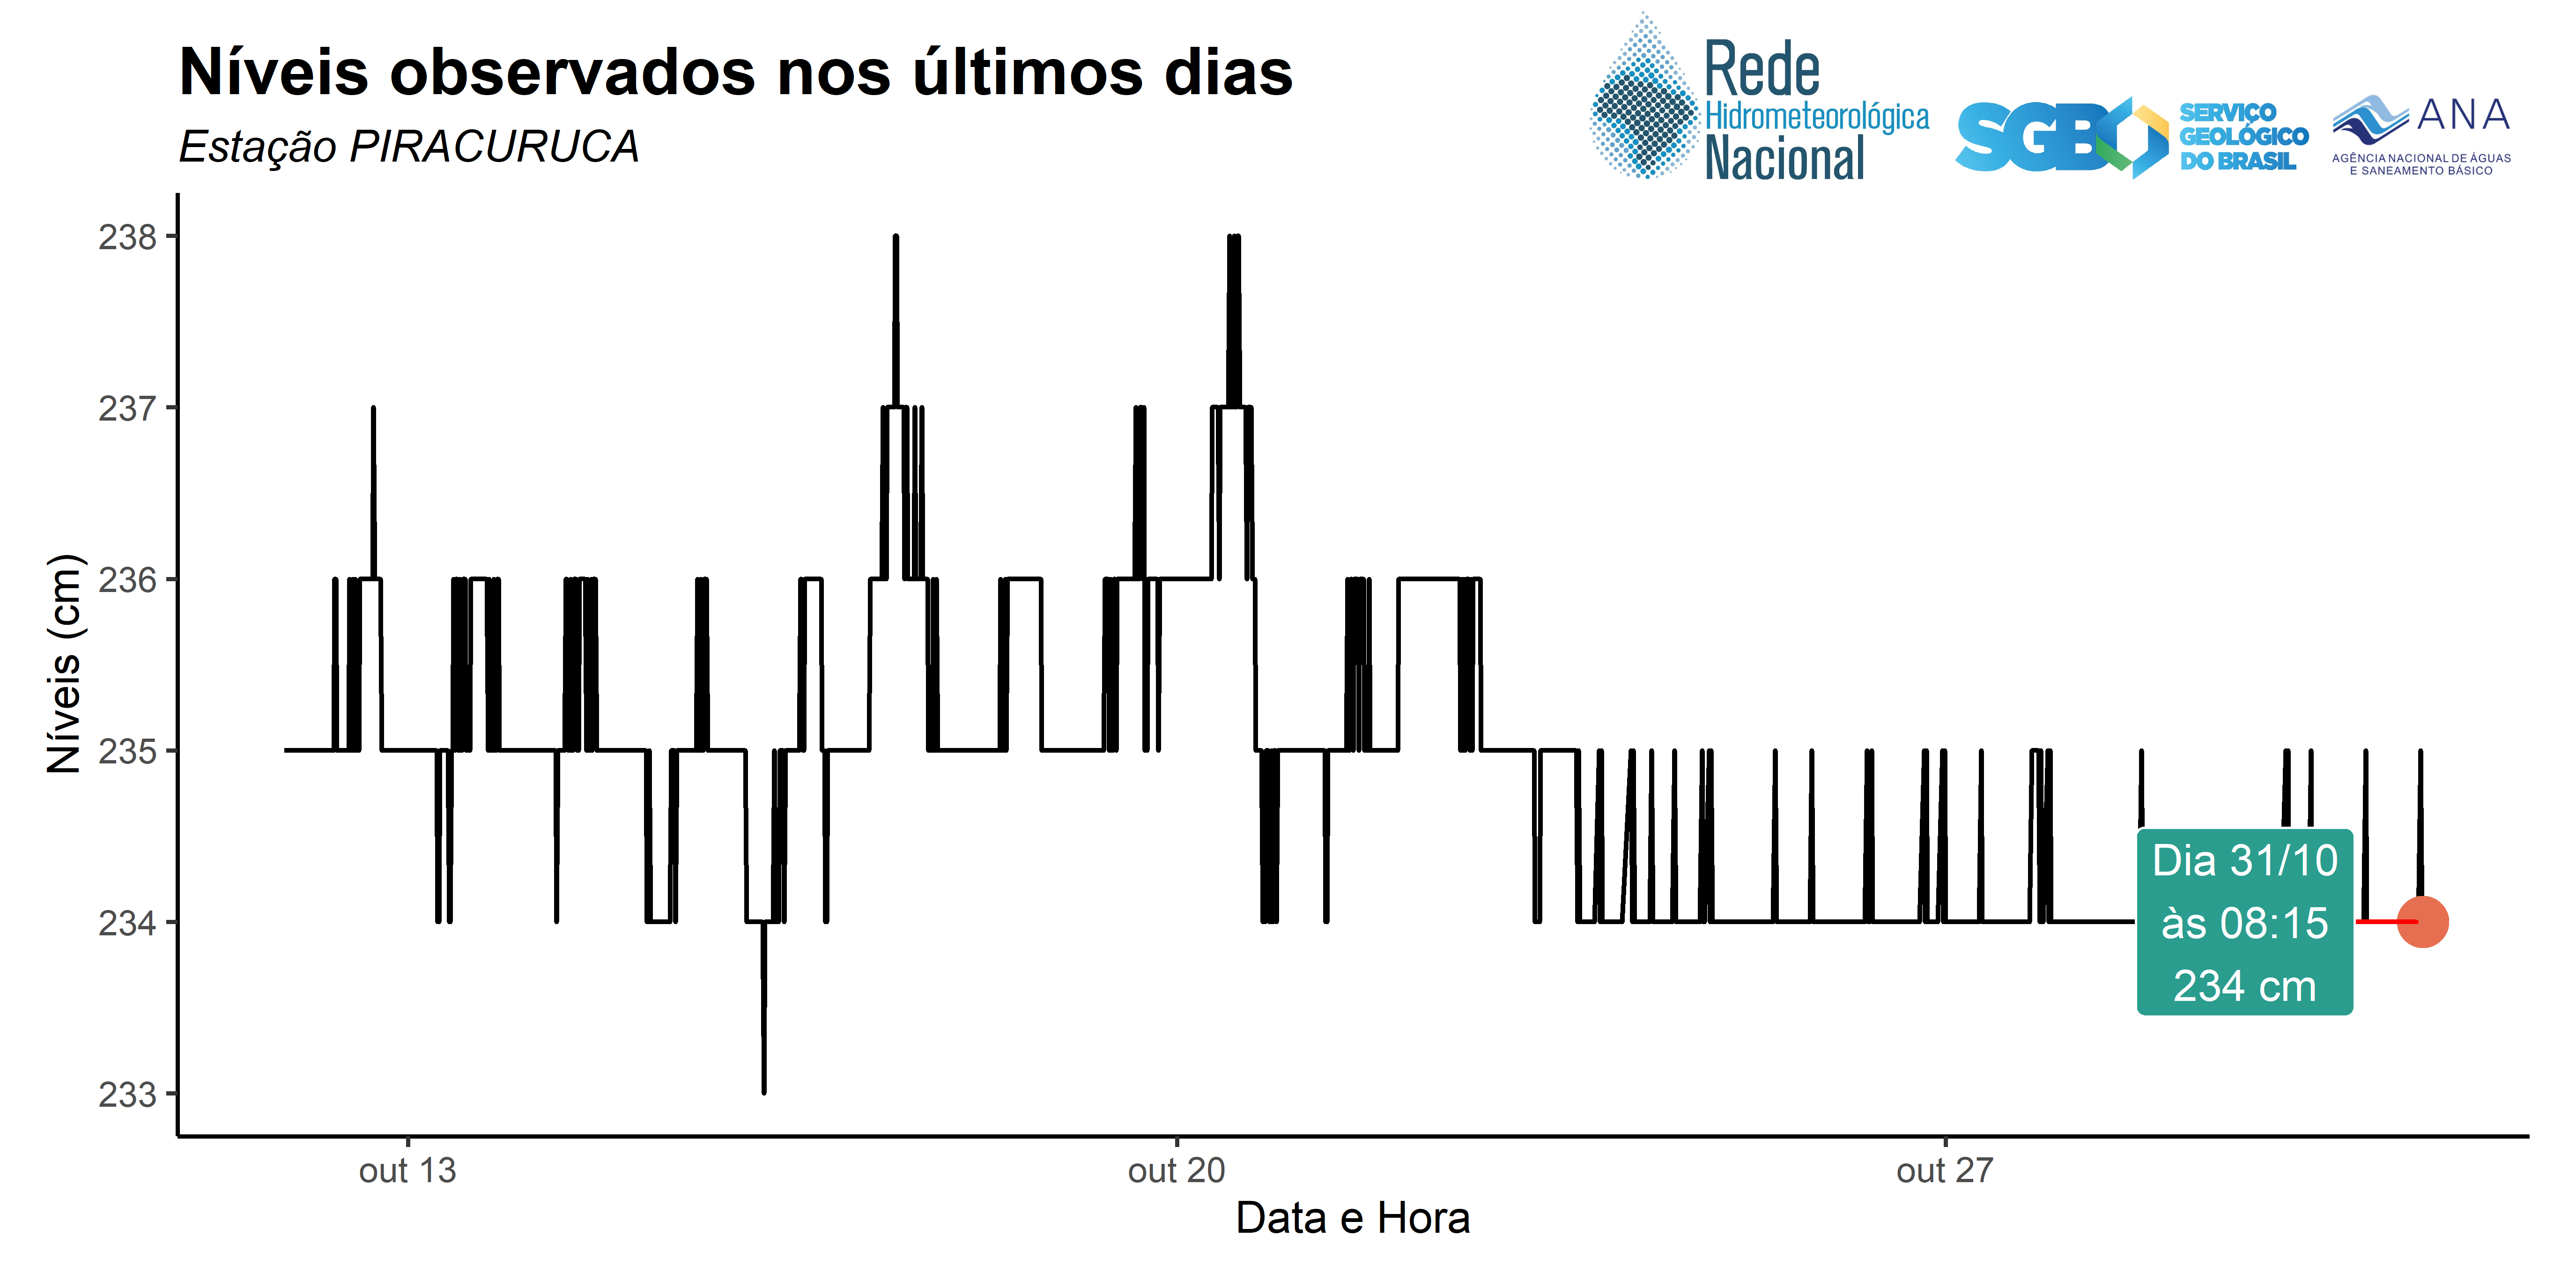 Níveis observados nos últimos dias
Estação PIRACURUCA
Rede
Hidrometeorológica
Nacional
SGB
SERVIÇO
GEOLÓGICO
DO BRASIL
ANA
AGÊNCIA NACIONAL DE ÁGUAS
E SANEAMENTO BÁSICO
238
237
236
235
234
233
Níveis (cm)
Dia 31/10
às 08:15
234 cm
out 13
out 20
out 27
Data e Hora